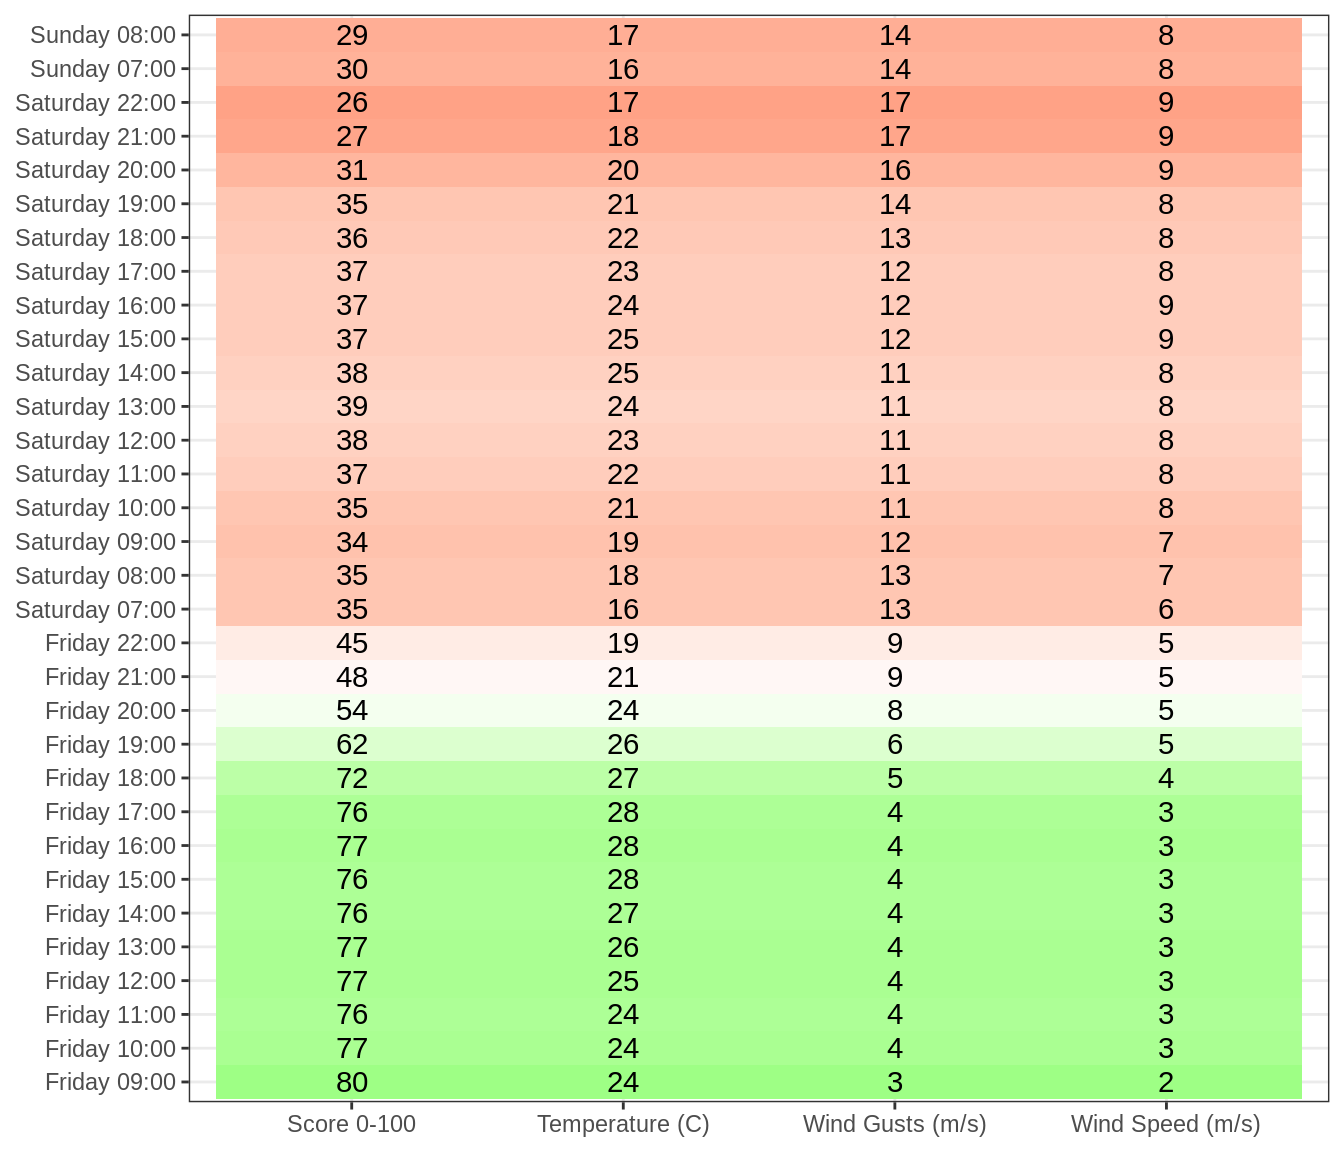 Sunday 08:00 29 17 14 8
Sunday 07:00 30 16 14 8
Saturday 22:00 26 17 17 9
Saturday 21:00 27 18 17 9
Saturday 20:00 31 20 16 9
Saturday 19:00 35 21 14 8
Saturday 18:00 36 22 13 8
Saturday 17:00 37 23 12 8
Saturday 16:00 37 24 12 9
Saturday 15:00 37 25 12 9
Saturday 14:00 38 25 11 8
Saturday 13:00 39 24 11 8
Saturday 12:00 38 23 11 8
Saturday 11:00 37 22 11 8
Saturday 10:00 35 21 11 8
Saturday 09:00 34 19 12 7
Saturday 08:00 35 18 13 7
Saturday 07:00 35 16 13 6
Friday 22:00 45 19 9 5
Friday 21:00 48 21 9 5
Friday 20:00 54 24 8 5
Friday 19:00 62 26 6 5
Friday 18:00 72 27 5 4
Friday 17:00 76 28 4 3
Friday 16:00 77 28 4 3
Friday 15:00 76 28 4 3
Friday 14:00 76 27 4 3
Friday 13:00 77 26 4 3
Friday 12:00 77 25 4 3
Friday 11:00 76 24 4 3
Friday 10:00 77 24 4 3
Friday 09:00 80 24 3 2
Score 0-100 Temperature (C) Wind Gusts (m/s) Wind Speed (m/s)